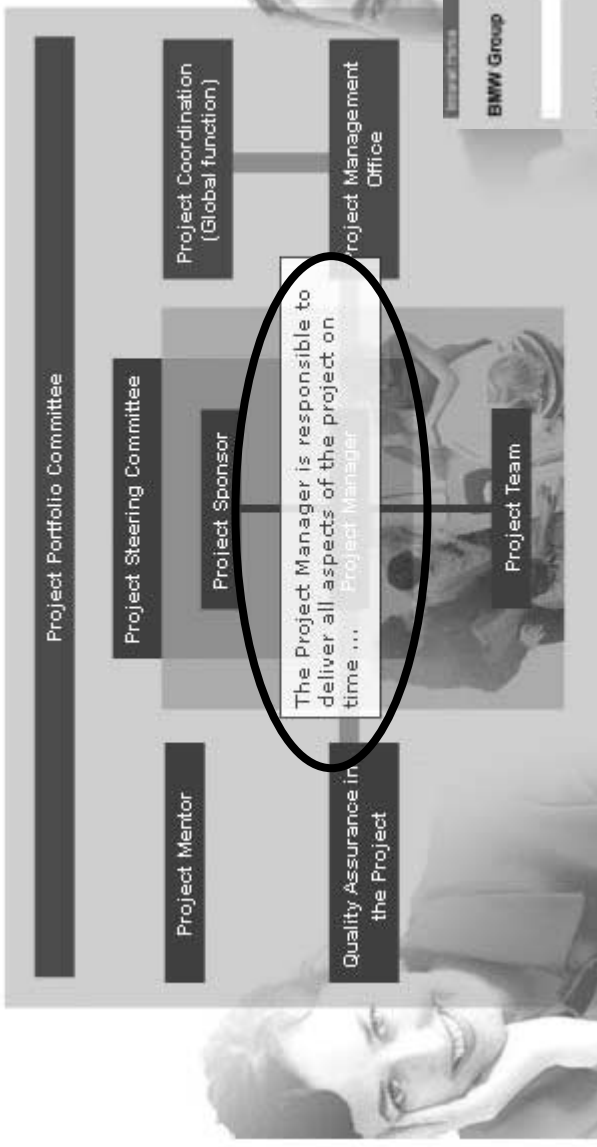 Project Portfolio Committee
Project Steering Committee
Project Mentor
Project Sponsor
Project Coordination
(Global function)
The Project Manager is responsible to
deliver all aspects of the project on
time ...
Project Manager
Quality Assurance in
the Project
Project Management
Office
Project Team
BMW Group